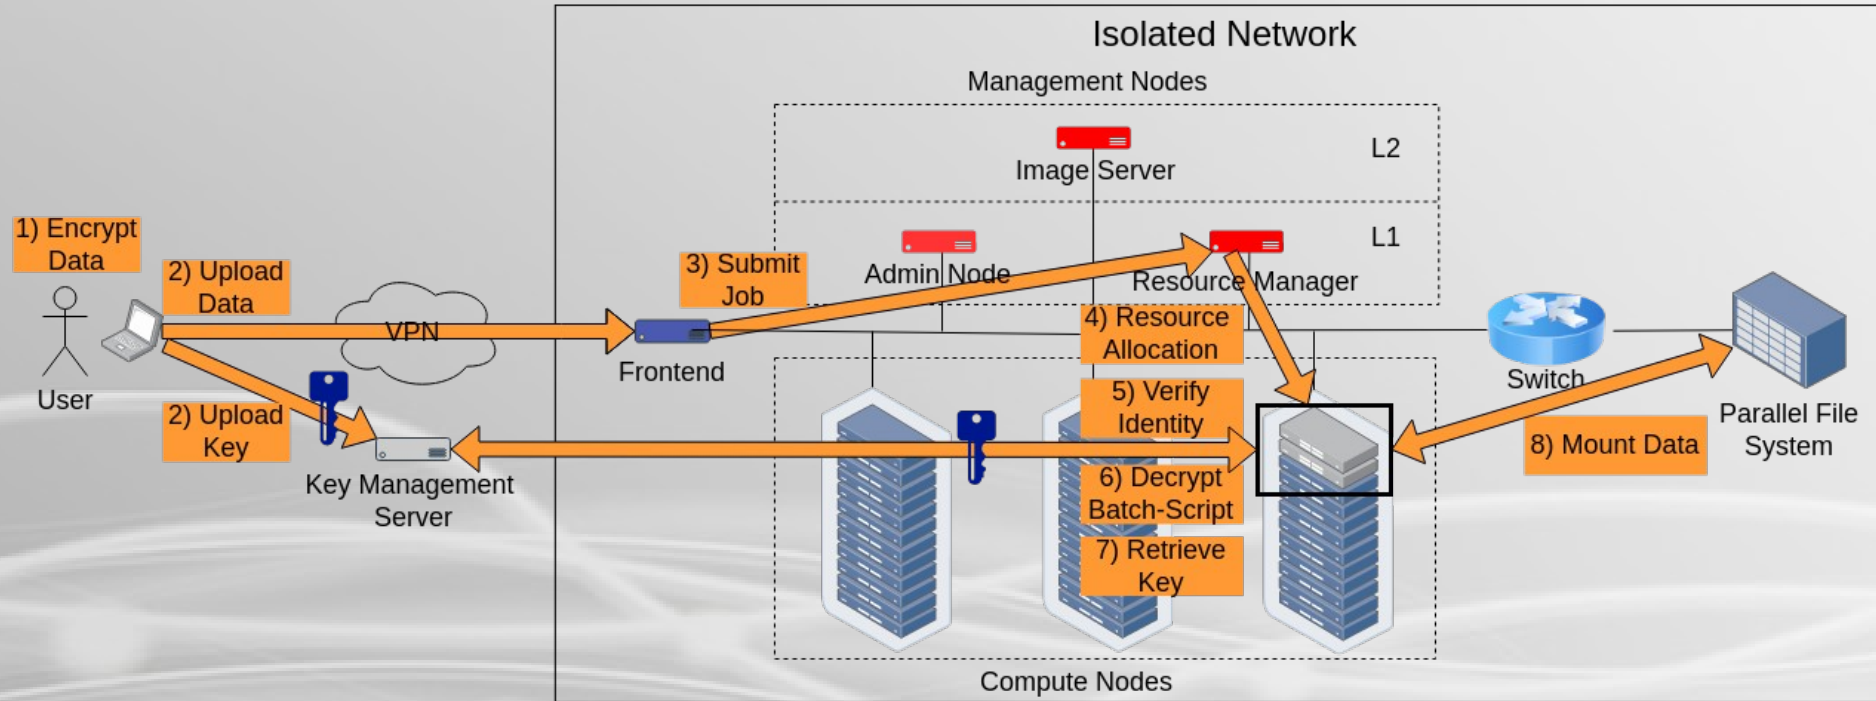 Isolated Network
Management Nodes
L2
Image Server
1) Encrypt
Data
2) Upload
Data
3) Submit
Job
L1
Admin Node
Resource Manager
VPN
4) Resource
Allocation
Frontend
User
Switch
5) Verify
Identity
Parallel File
System
2) Upload
Key
8) Mount Data
Key Management
Server
6) Decrypt
Batch-Script
7) Retrieve
Key
Compute Nodes